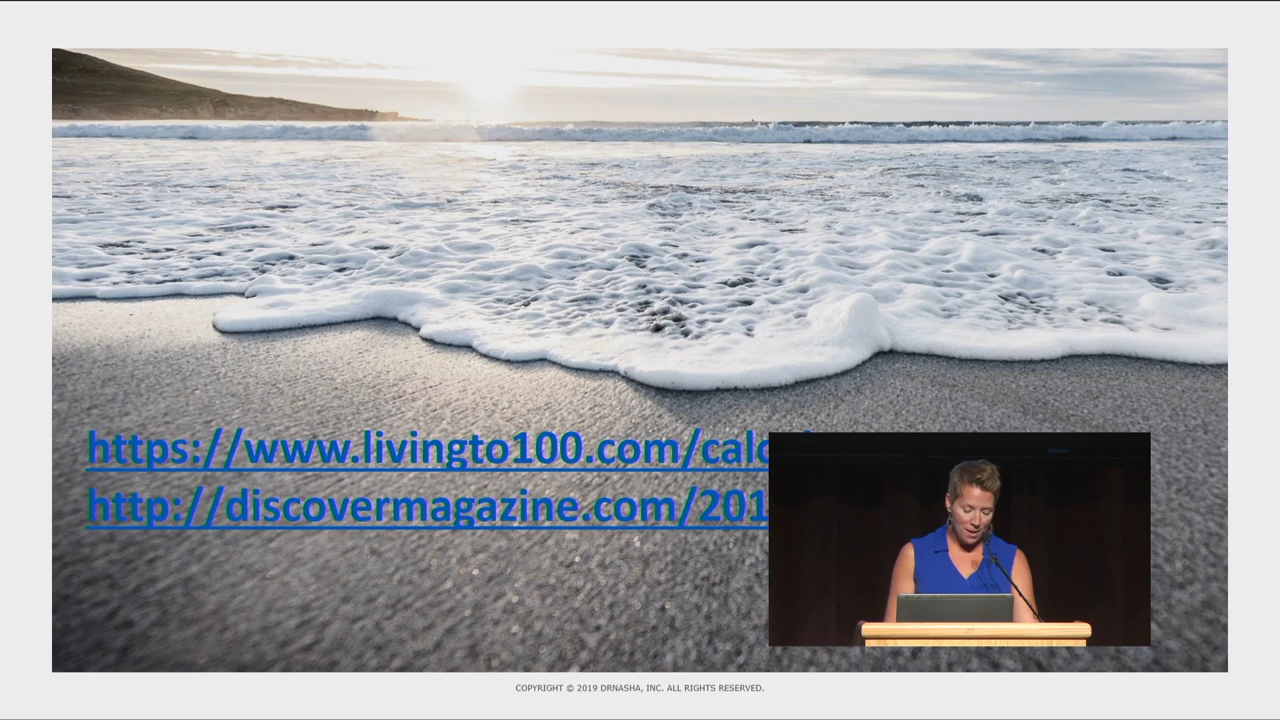 https://www.livingto100.com/calc
http://discovermagazine.com/201
COPYRIGHT © 2019 DRNASHA, INC. ALL RIGHTS RESERVED.